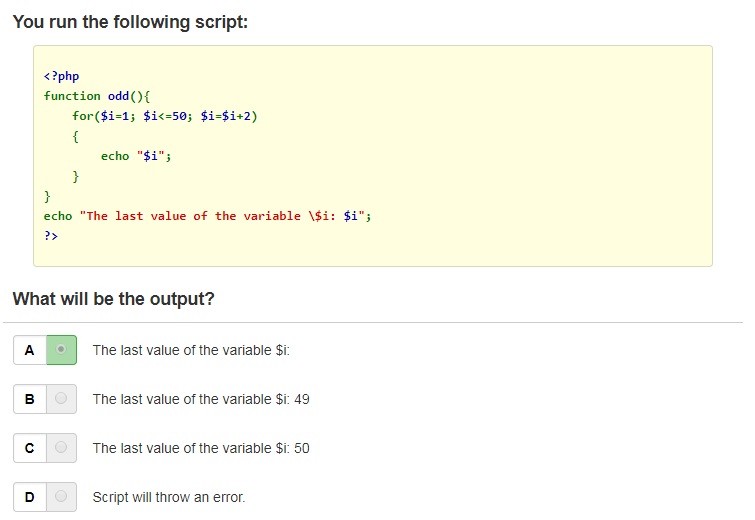 You run the following script:
<?php
function odd(){
    for($i=1; $i<=50; $i=$i+2)
    {
        echo "$i";
    }
}
echo "The last value of the variable \$i: $i";
?>
What will be the output?
A The last value of the variable $i:
B The last value of the variable $i: 49
C The last value of the variable $i: 50
D Script will throw an error.